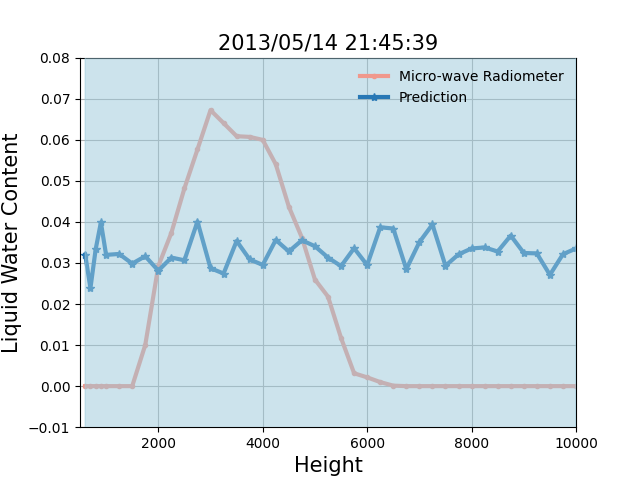 2013/05/14 21:45:39
Micro-wave Radiometer
Prediction
Liquid Water Content
0.08
0.07
0.06
0.05
0.04
0.03
0.02
0.01
0.00
−0.01
2000 4000 6000 8000 10000
Height